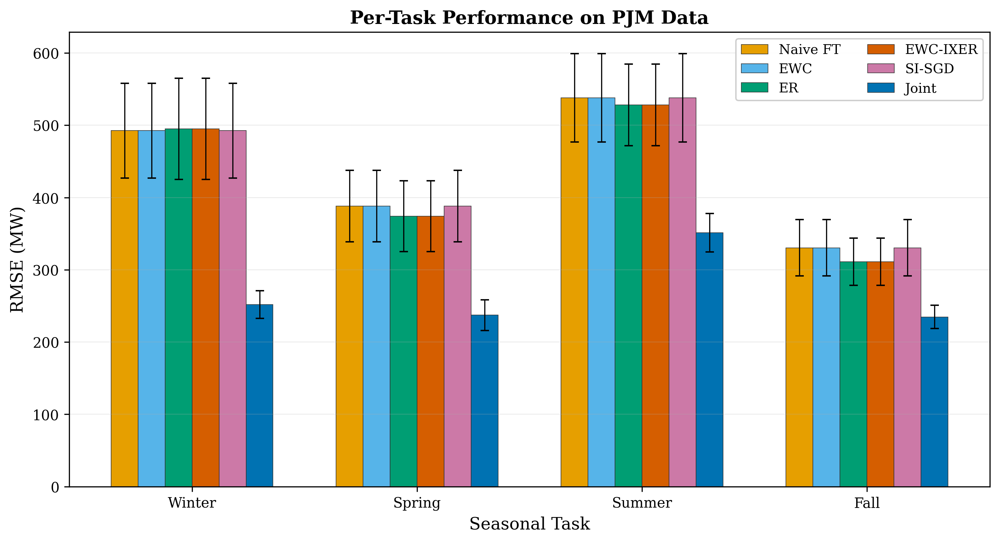 Per-Task Performance on PJM Data
RMSE (MW)
600
500
400
300
200
100
0
Naive FT
EWC
ER
EWC-IXER
SI-SGD
Joint
Winter
Spring
Summer
Fall
Seasonal Task